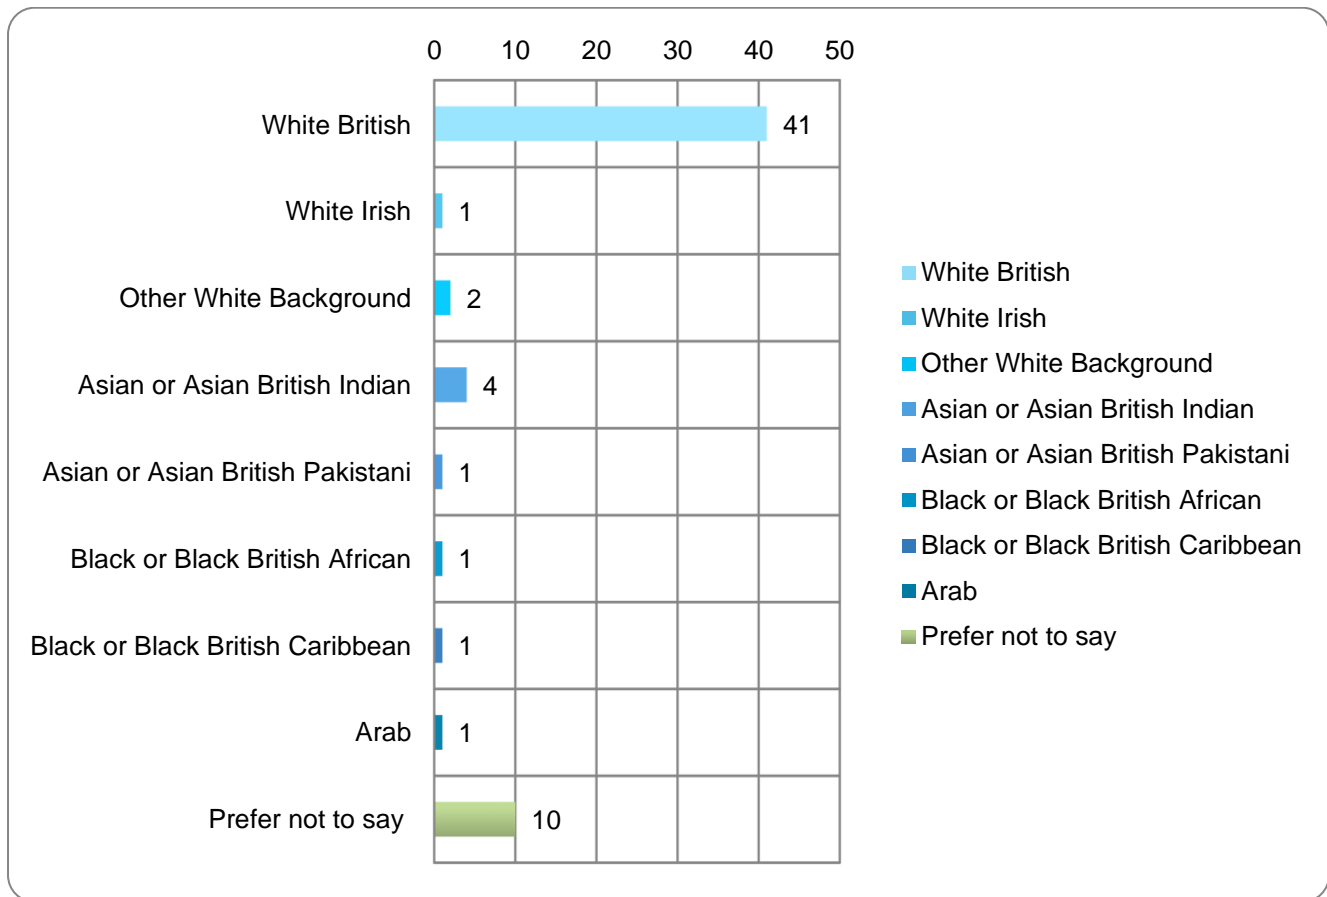 0 10 20 30 40 50
White British 41
White Irish 1
Other White Background 2
Asian or Asian British Indian 4
Asian or Asian British Pakistani 1
Black or Black British African 1
Black or Black British Caribbean 1
Arab 1
Prefer not to say 10
White British
White Irish
Other White Background
Asian or Asian British Indian
Asian or Asian British Pakistani
Black or Black British African
Black or Black British Caribbean
Arab
Prefer not to say